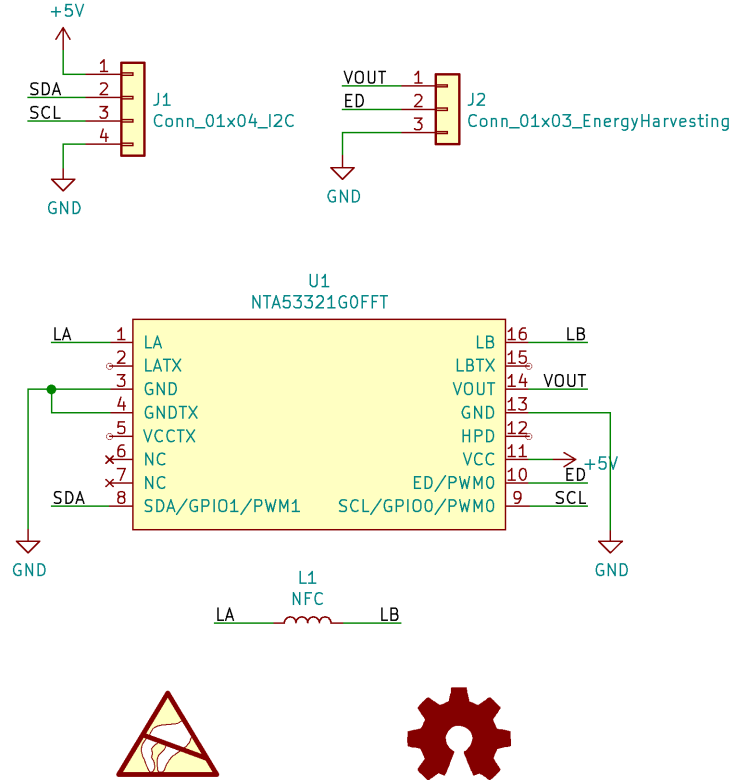 +5V
1
SDA 2
SCL 3
4
J1
Conn_01x04_I2C
GND
VOUT 1
ED 2
3
J2
Conn_01x03_EnergyHarvesting
GND
U1
NTA53321G0FFT
LA 1 LA LB 16 LB
2 LATX LBTX 15
3 GND VOUT 14 VOUT
4 GNDTX GND 13
5 VCCTX HPD 12
6 NC VCC 11 +5V
7 NC ED/PWM0 10 ED
SDA 8 SDA/GPIO1/PWM1 SCL/GPIO0/PWM0 9 SCL
GND
GND
L1
NFC
LA LB